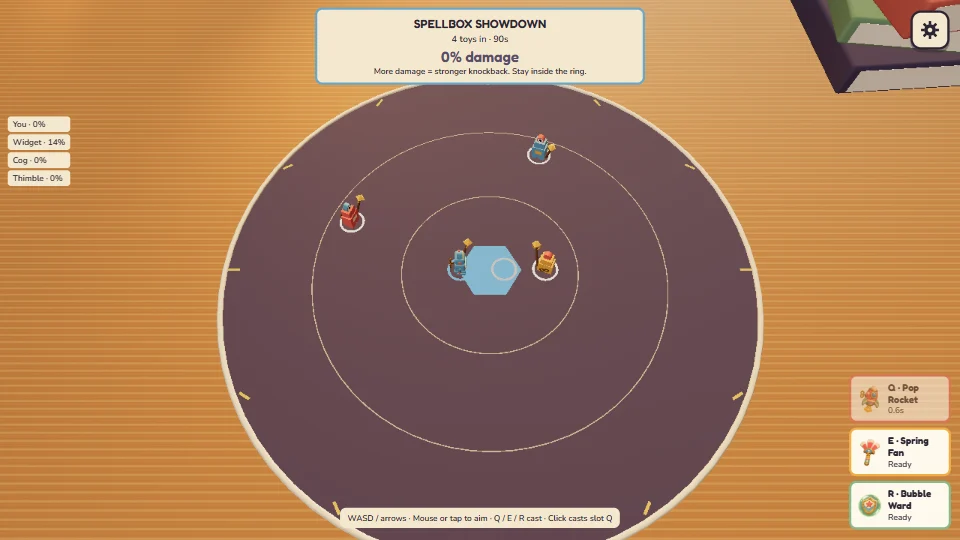 SPELLBOX SHOWDOWN
4 toys in · 90s
0% damage
More damage = stronger knockback. Stay inside the ring.
You · 0%
Widget · 14%
Cog · 0%
Thimble · 0%
Q · Pop
Rocket
0.6s
E · Spring
Fan
Ready
R · Bubble
Ward
Ready
WASD / arrows · Mouse or tap to aim · Q / E / R cast · Click casts slot Q